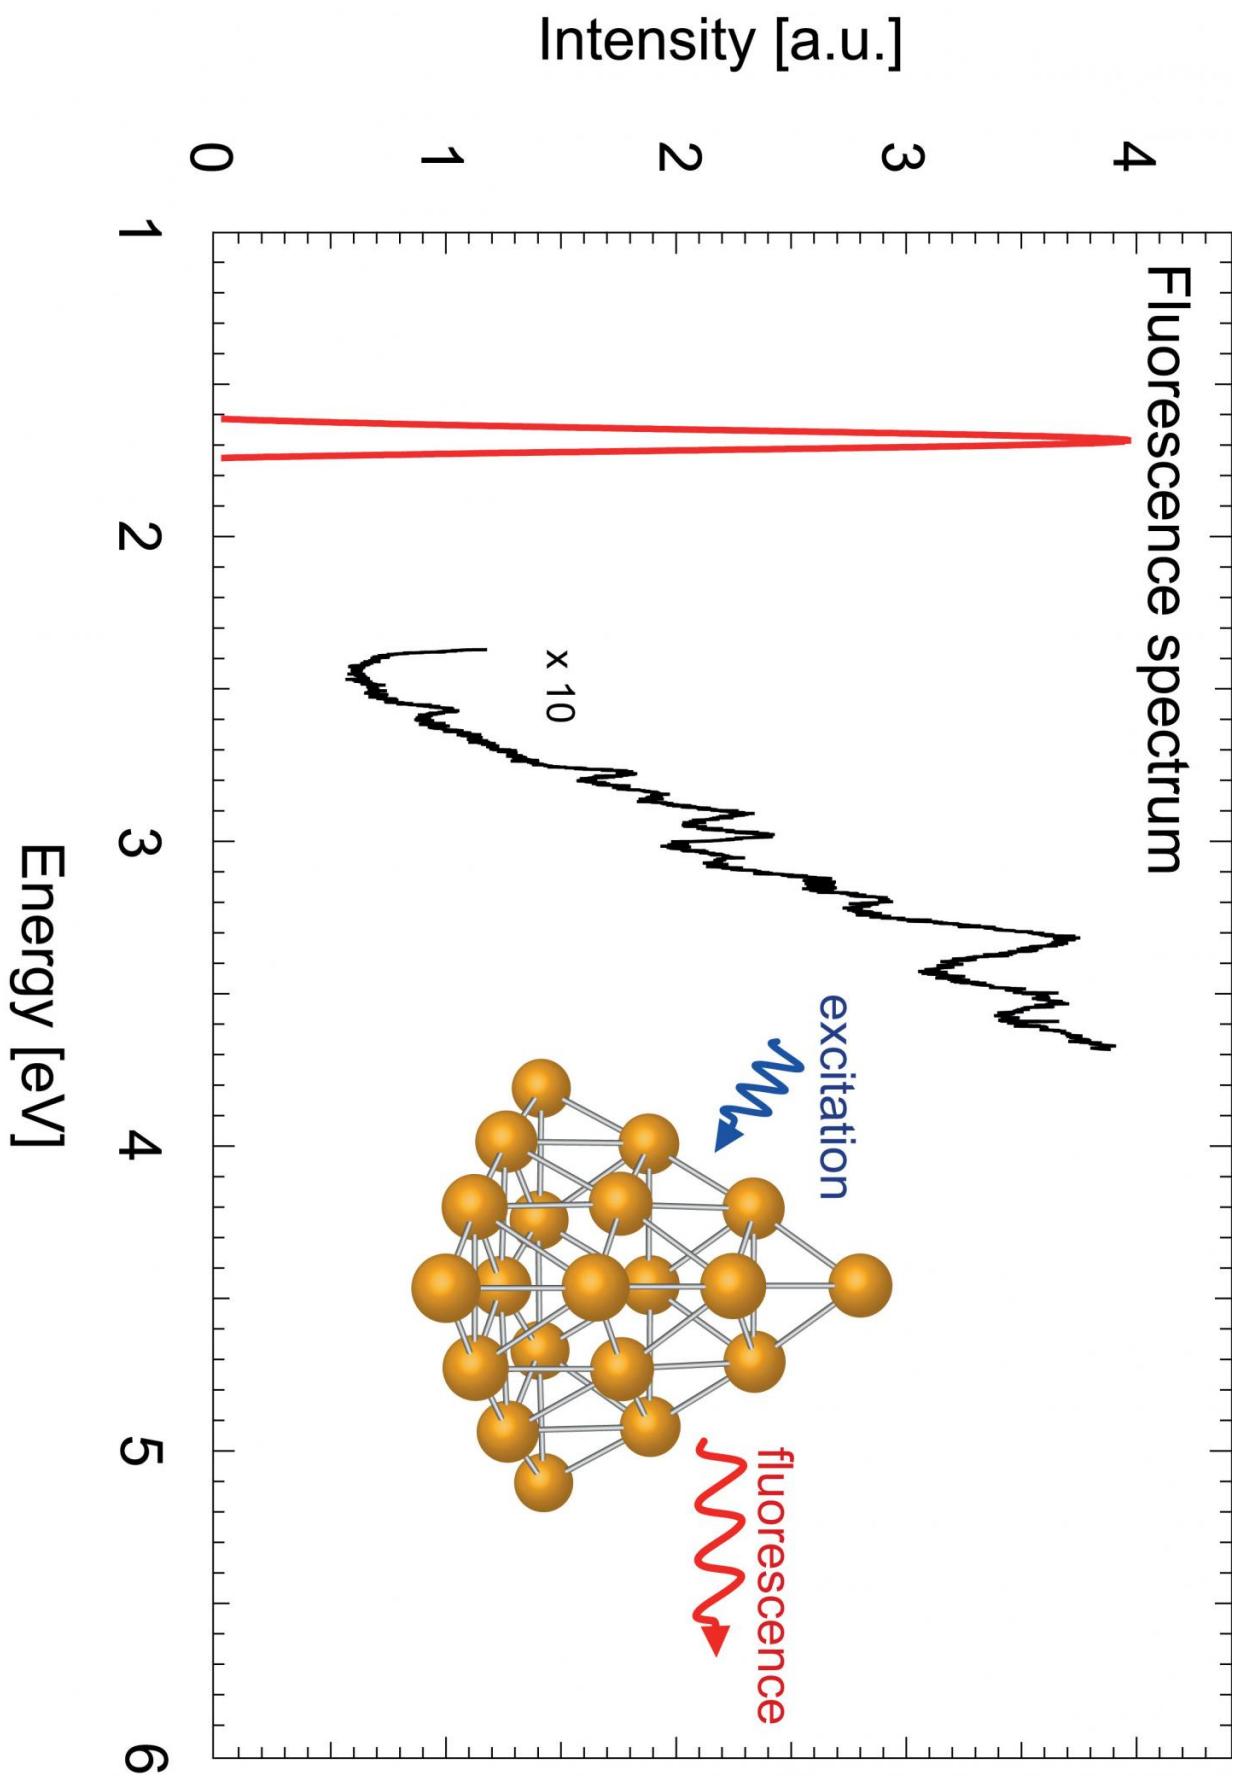 Fluorescence spectrum
Intensity [a.u.]
4
3
2
1
0
x 10
excitation
fluorescence
1
2
3
4
5
6
Energy [eV]